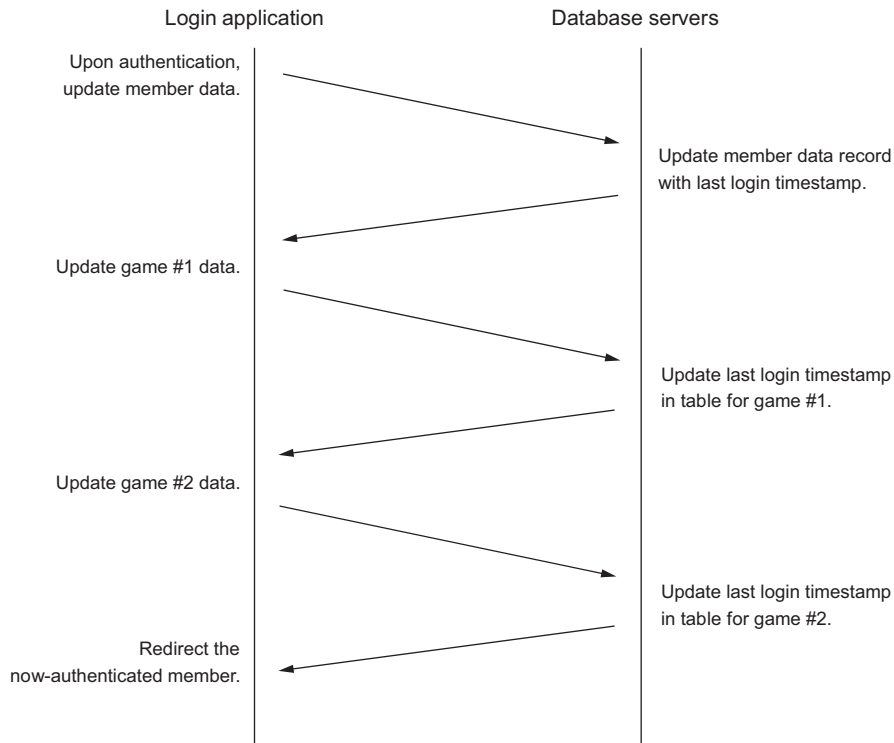 Login application
Database servers
Upon authentication,
update member data.
Update member data record
with last login timestamp.
Update game #1 data.
Update last login timestamp
in table for game #1.
Update game #2 data.
Update last login timestamp
in table for game #2.
Redirect the
now-authenticated member.